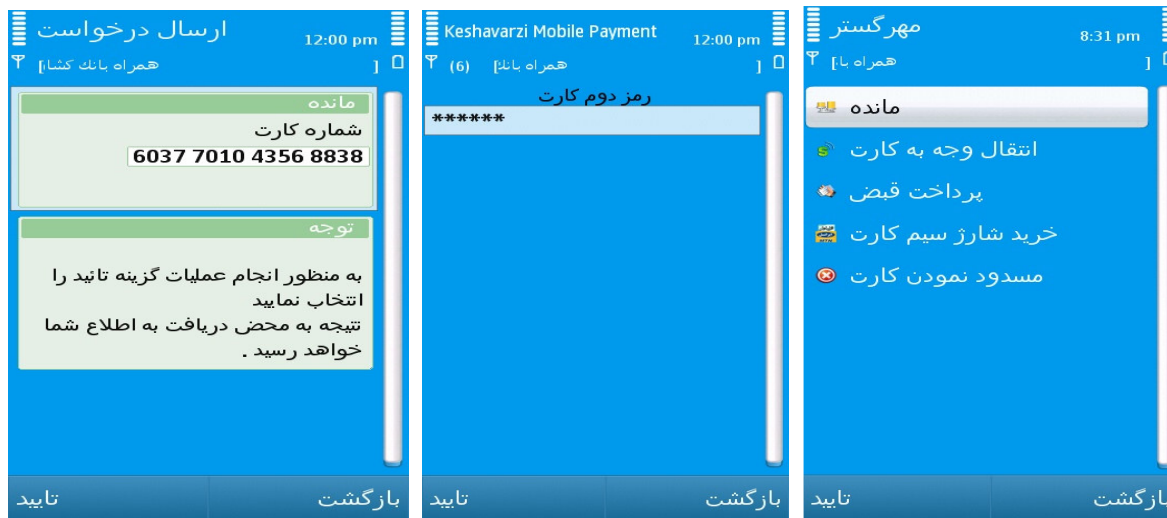 ارسال درخواست
12:00 pm
همراه بانک کشا]
مانده
شماره کارت
6037 7010 4356 8838
توجه
به منظور انجام عملیات گزینه تائید را
انتخاب نمایید
نتیجه به محض دریافت به اطلاع شما
خواهد رسید .
تایید
بازگشت
Keshavarzi Mobile Payment
12:00 pm
(6)
همراه بانک]
رمز دوم کارت
******
تایید
بازگشت
مهرگستر
8:31 pm
همراه با]
مانده
انتقال وجه به کارت
پرداخت قبض
خرید شارژ سیم کارت
مسدود نمودن کارت
تایید
بازگشت